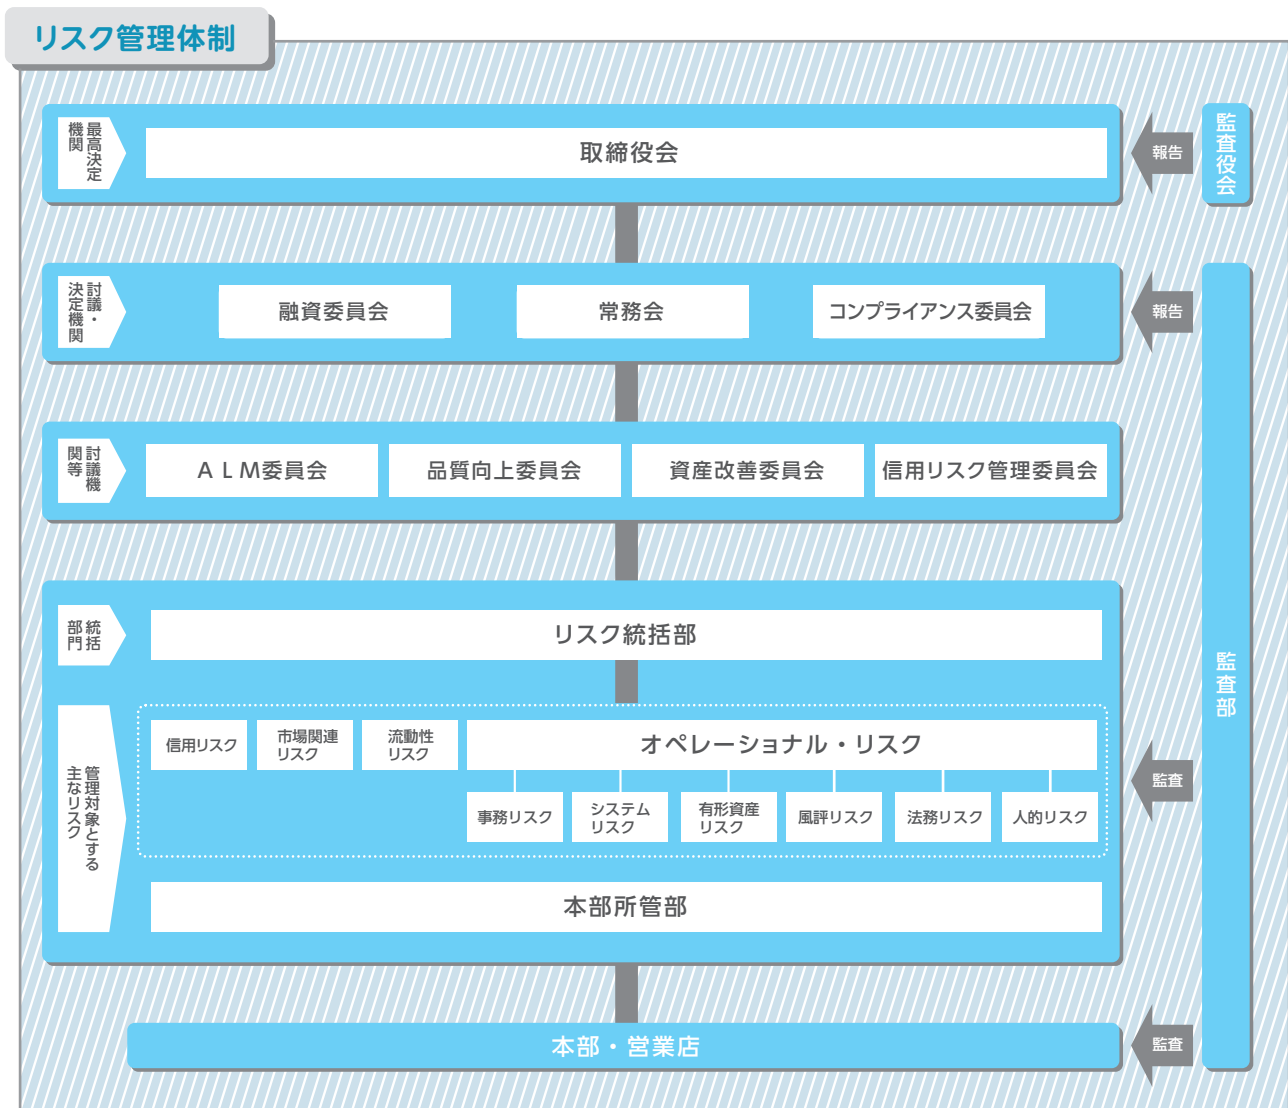 リスク管理体制
最高決定
機関
取締役会
報告
監査役会
討議・
決定機関
融資委員会
常務会
コンプライアンス委員会
報告
討議機
関等
ALM委員会
品質向上委員会
資産改善委員会
信用リスク管理委員会
統括
部門
リスク統括部
監査部
管理対象とする
主なリスク
信用リスク
市場関連
リスク
流動性
リスク
オペレーショナル・リスク
事務リスク
システム
リスク
有形資産
リスク
風評リスク
法務リスク
人的リスク
監査
本部所管部
本部・営業店
監査